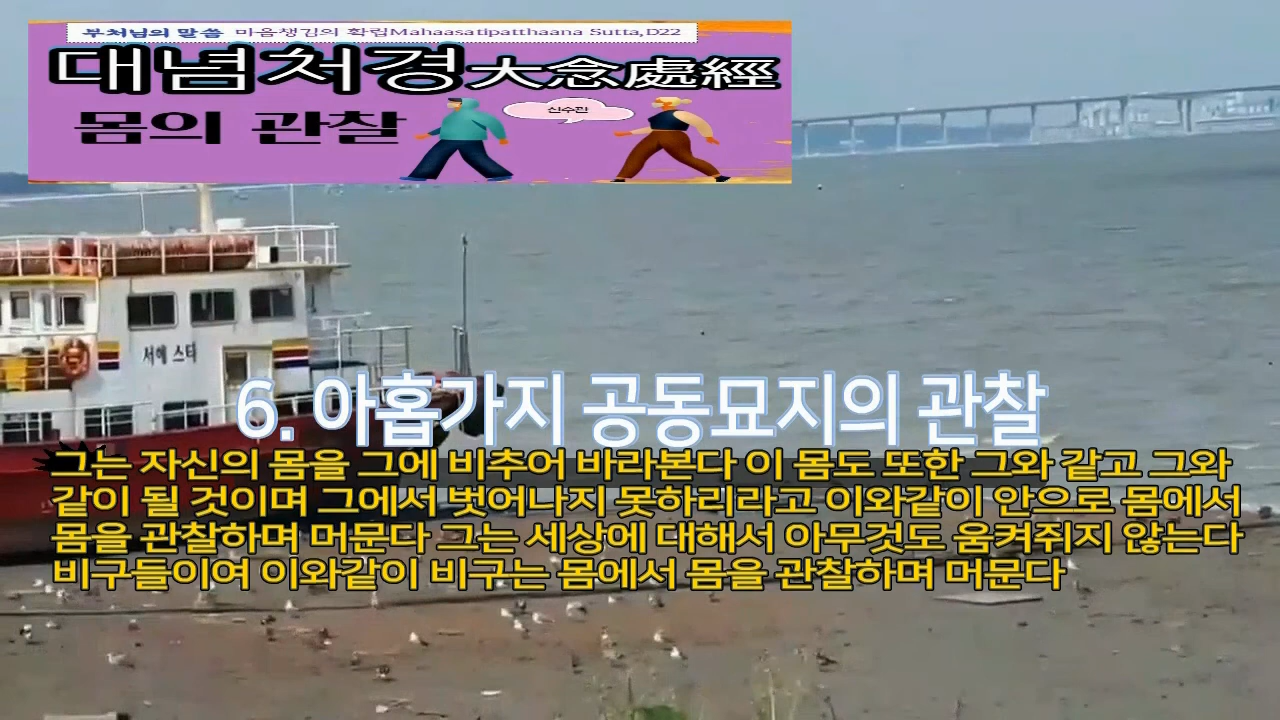 부처님의 말씀 마음챙김의 확립Mahaasatipatthaana Sutta,D22
대념처경大念處經
몸의 관찰
신수관
서해 스타
6. 아홉가지 공동묘지의 관찰
그는 자신의 몸을 그에 비추어 바라본다 이 몸도 또한 그와 같고 그와
같이 될 것이며 그에서 벗어나지 못하리라고 이와같이 안으로 몸에서
몸을 관찰하며 머문다 그는 세상에 대해서 아무것도 움켜쥐지 않는다
비구들이여 이와같이 비구는 몸에서 몸을 관찰하며 머문다